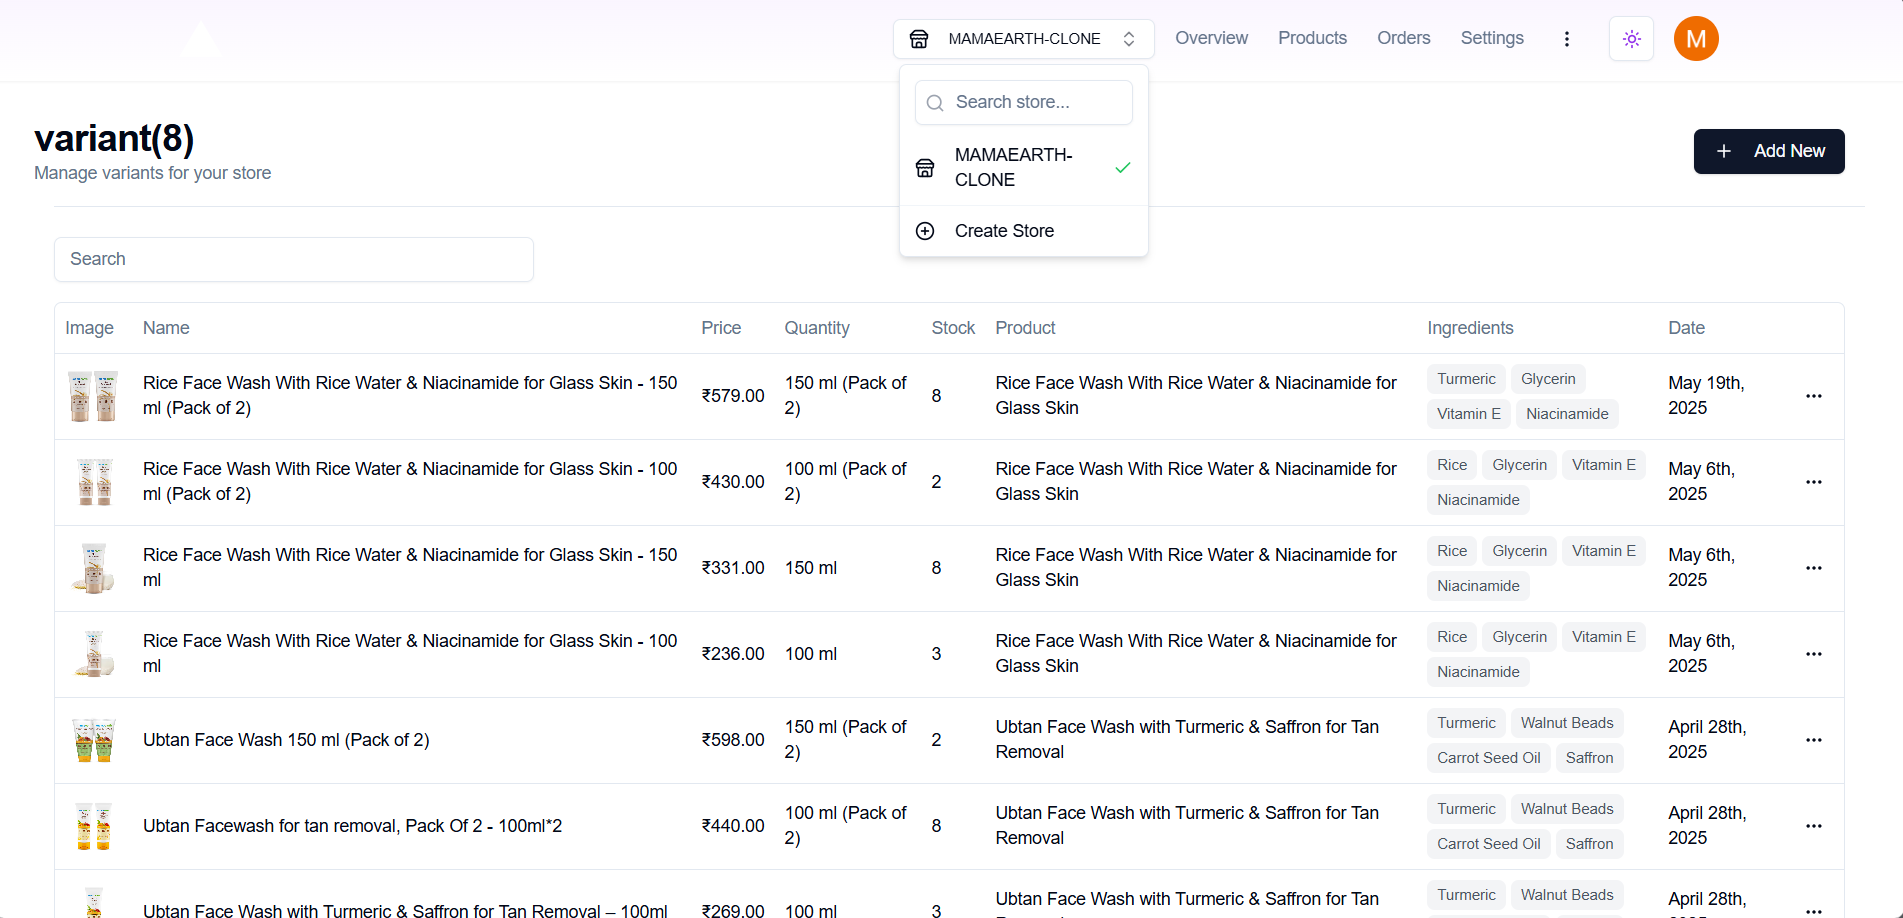 MAMAEARTH-CLONE
Overview
Products
Orders
Settings
M
Search store...
MAMAEARTH-
CLONE
Create Store
variant(8)
Manage variants for your store
Add New
Search
Image Name Price Quantity Stock Product Ingredients Date
Rice Face Wash With Rice Water & Niacinamide for Glass Skin - 150
ml (Pack of 2)
₹579.00
150 ml (Pack of
2)
8
Rice Face Wash With Rice Water & Niacinamide for
Glass Skin
Turmeric Glycerin
Vitamin E Niacinamide
May 19th,
2025
Rice Face Wash With Rice Water & Niacinamide for Glass Skin - 100
ml (Pack of 2)
₹430.00
100 ml (Pack of
2)
2
Rice Face Wash With Rice Water & Niacinamide for
Glass Skin
Rice Glycerin Vitamin E
Niacinamide
May 6th,
2025
Rice Face Wash With Rice Water & Niacinamide for Glass Skin - 150
ml
₹331.00
150 ml
8
Rice Face Wash With Rice Water & Niacinamide for
Glass Skin
Rice Glycerin Vitamin E
Niacinamide
May 6th,
2025
Rice Face Wash With Rice Water & Niacinamide for Glass Skin - 100
ml
₹236.00
100 ml
3
Rice Face Wash With Rice Water & Niacinamide for
Glass Skin
Rice Glycerin Vitamin E
Niacinamide
May 6th,
2025
Ubtan Face Wash 150 ml (Pack of 2)
₹598.00
150 ml (Pack of
2)
2
Ubtan Face Wash with Turmeric & Saffron for Tan
Removal
Turmeric Walnut Beads
Carrot Seed Oil Saffron
April 28th,
2025
Ubtan Facewash for tan removal, Pack Of 2 - 100ml*2
₹440.00
100 ml (Pack of
2)
8
Ubtan Face Wash with Turmeric & Saffron for Tan
Removal
Turmeric Walnut Beads
Carrot Seed Oil Saffron
April 28th,
2025
Ubtan Face Wash with Turmeric & Saffron for Tan Removal – 100ml
₹269.00
100 ml
3
Ubtan Face Wash with Turmeric & Saffron for Tan
Turmeric Walnut Beads
April 28th,